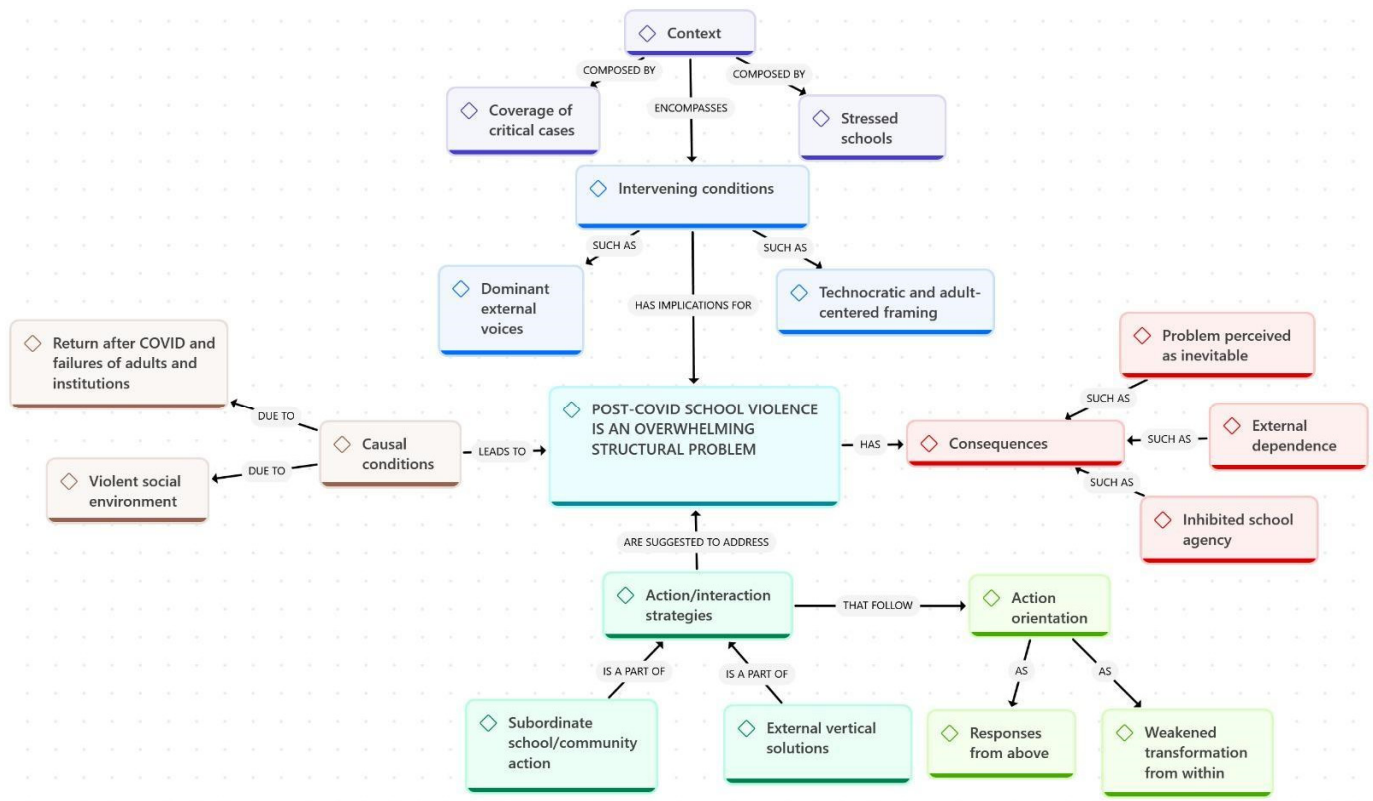 Context
COMPOSED BY
COMPOSED BY
Coverage of
critical cases
ENCOMPASSES
Stressed
schools
Intervening conditions
SUCH AS
SUCH AS
Dominant
external
voices
HAS IMPLICATIONS FOR
Technocratic and adult-
centered framing
Return after COVID and
failures of adults and
institutions
DUE TO
Causal
conditions
DUE TO
Violent social
environment
LEADS TO
POST-COVID SCHOOL VIOLENCE
IS AN OVERWHELMING
STRUCTURAL PROBLEM
HAS
Consequences
Problem perceived
as inevitable
SUCH AS
SUCH AS
External
dependence
SUCH AS
Inhibited school
agency
ARE SUGGESTED TO ADDRESS
Action/interaction
strategies
THAT FOLLOW
Action
orientation
IS A PART OF
IS A PART OF
AS
AS
Subordinate
school/community
action
External vertical
solutions
Responses
from above
Weakened
transformation
from within